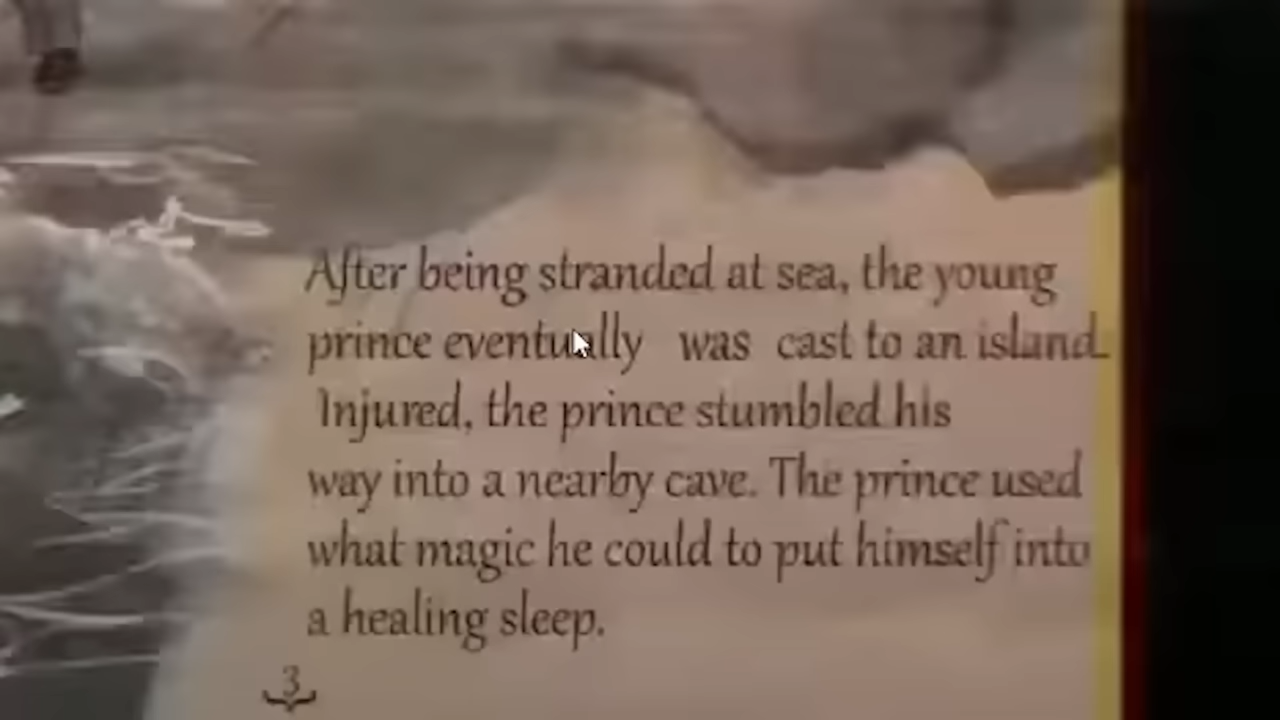 After being stranded at sea, the young
prince eventually was cast to an island.
Injured, the prince stumbled his
way into a nearby cave. The prince used
what magic he could to put himself into
a healing sleep.
3